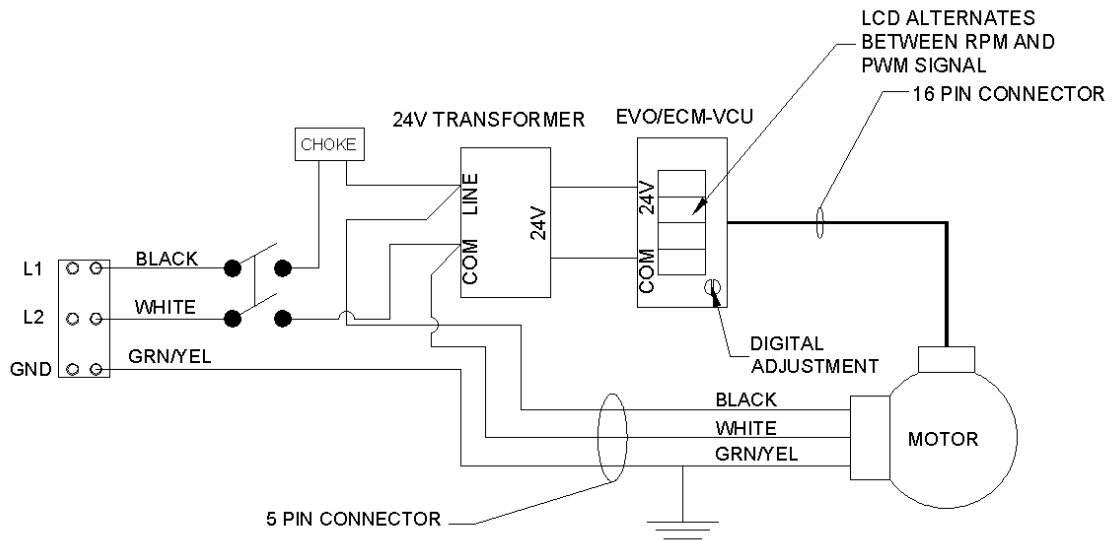 LCD ALTERNATES
BETWEEN RPM AND
PWM SIGNAL
16 PIN CONNECTOR
24V TRANSFORMER
EVO/ECM-VCU
CHOKE
LINE
COM
24V
24V
COM
L1
BLACK
L2
WHITE
GND
GRN/YEL
DIGITAL
ADJUSTMENT
BLACK
WHITE
GRN/YEL
MOTOR
5 PIN CONNECTOR